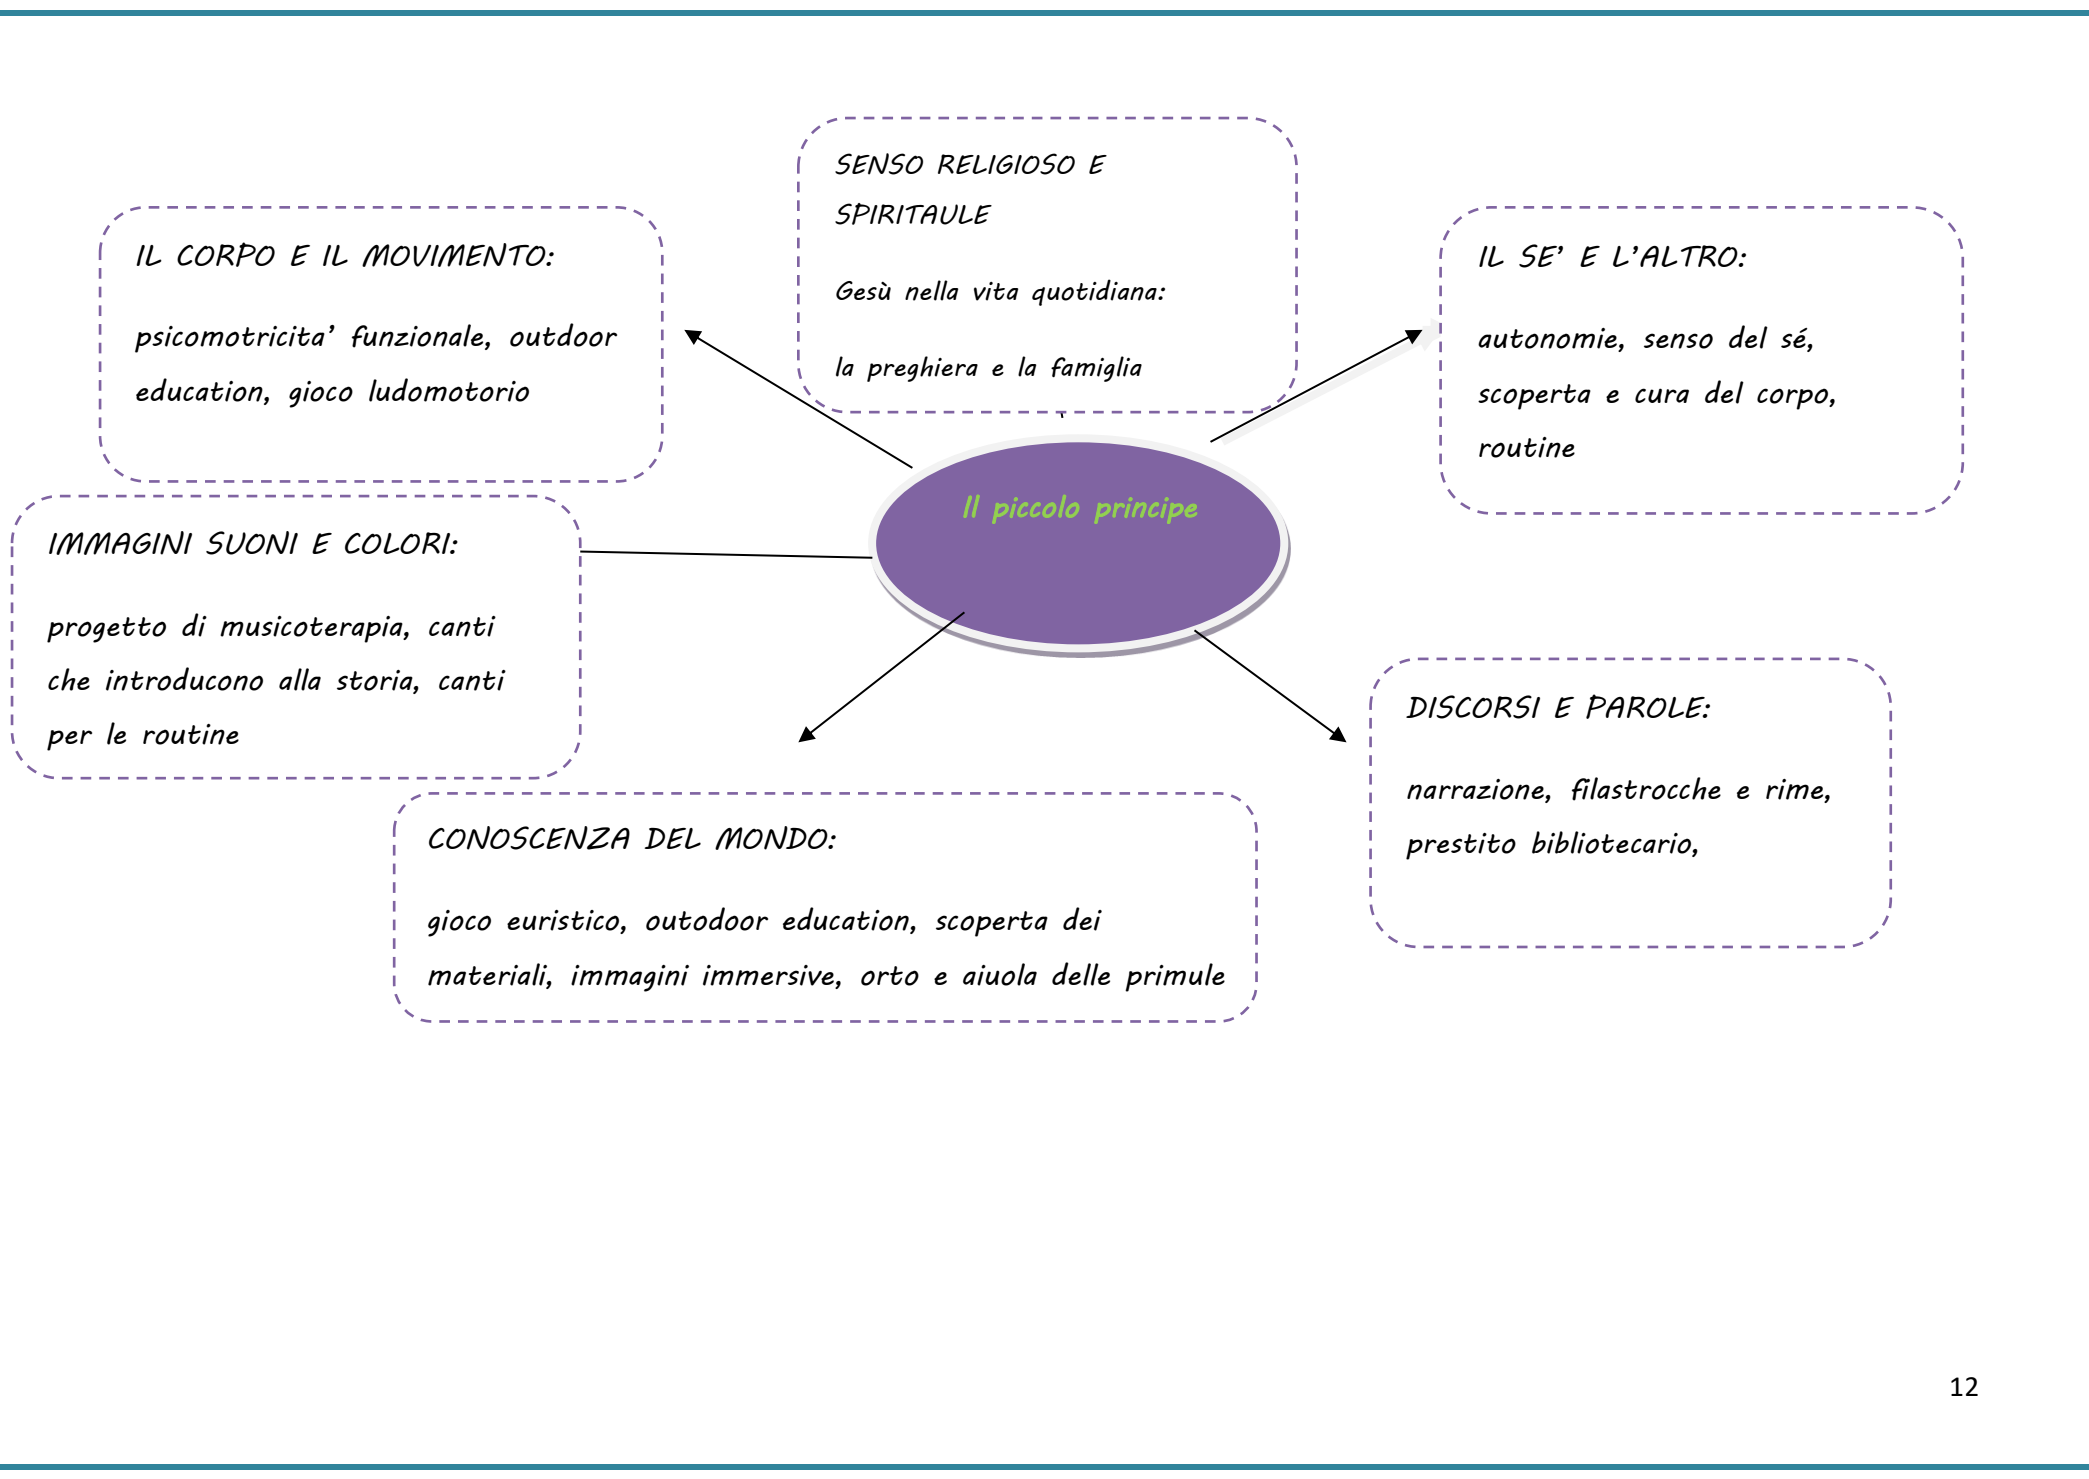 SENSO RELIGIOSO E
SPIRITAULE
Gesù nella vita quotidiana:
la preghiera e la famiglia
IL CORPO E IL MOVIMENTO:
psicomotricita’ funzionale, outdoor
education, gioco ludomotorio
IL SE’ E L’ALTRO:
autonomie, senso del sé,
scoperta e cura del corpo,
routine
Il piccolo principe
IMMAGINI SUONI E COLORI:
progetto di musicoterapia, canti
che introducono alla storia, canti
per le routine
DISCORSI E PAROLE:
narrazione, filastrocche e rime,
prestito bibliotecario,
CONOSCENZA DEL MONDO:
gioco euristico, outodoor education, scoperta dei
materiali, immagini immersive, orto e aiuola delle primule
12